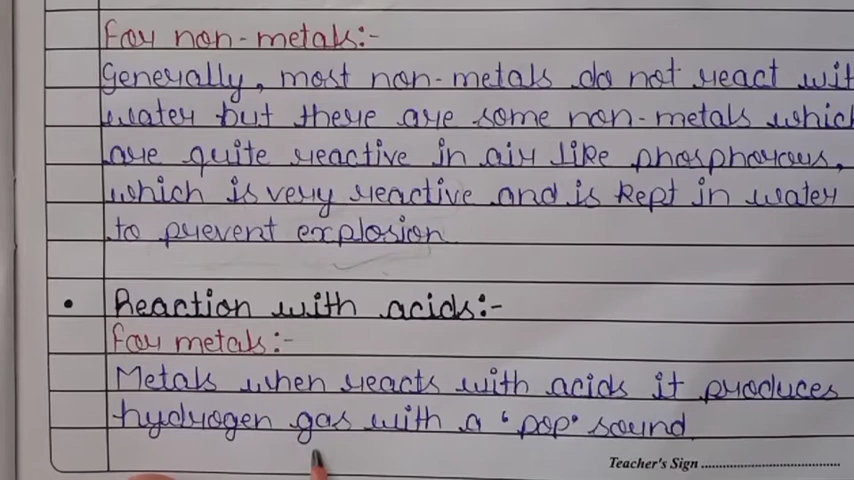 For non-metals:-
Generally, most non-metals do not react wit
water but there are some non-metals which
are quite reactive in air like phosphorous,
which is very reactive and is kept in water
to prevent explosion
• Reaction with acids:-
For metals:-
Metals when reacts with acids it produces
hydrogen gas with a 'pop' sound
Teacher's Sign ........................................